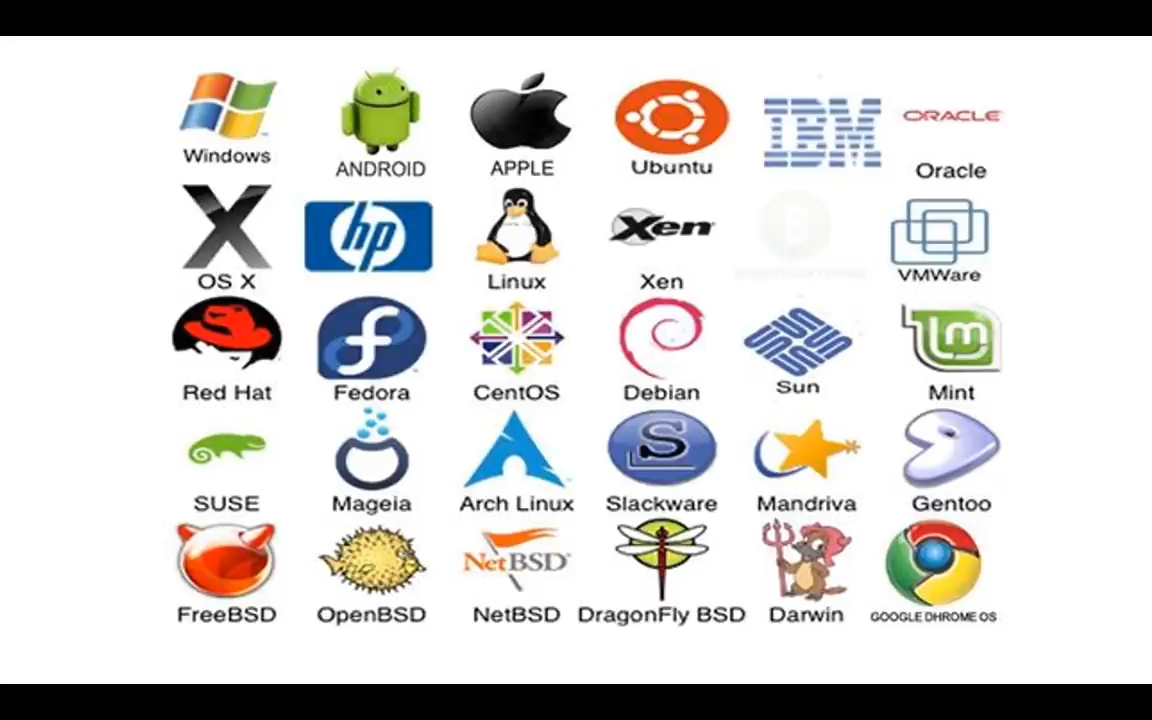 Windows
ANDROID
APPLE
Ubuntu
IBM
ORACLE
Oracle
X
OS X
hp
Linux
Xen
Xen
B
VMWare
Red Hat
f
Fedora
CentOS
Debian
Sun
lm
Mint
SUSE
Mageia
Arch Linux
S
Slackware
Mandriva
Gentoo
FreeBSD
OpenBSD
NetBSD
NetBSD
DragonFly BSD
Darwin
GOOGLE DHROME OS